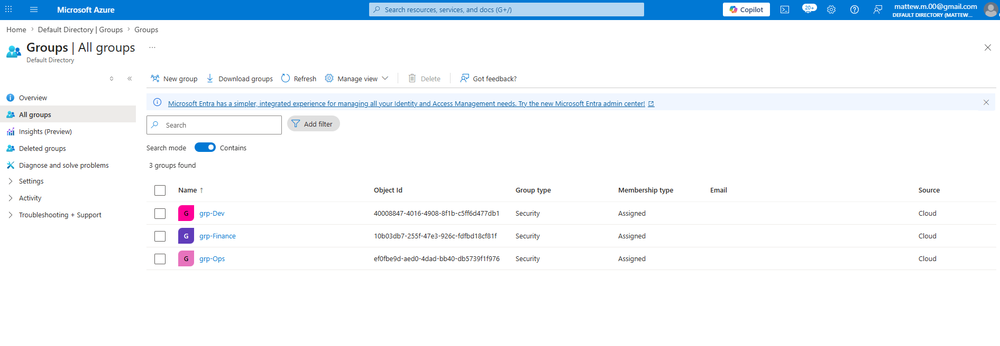 Microsoft Azure
Search resources, services, and docs (G+/)
Copilot
20+
mattew.m.00@gmail.com
DEFAULT DIRECTORY (MATTEW...
Home > Default Directory | Groups > Groups
Groups | All groups ...
Default Directory
New group Download groups Refresh Manage view Delete Got feedback?
Overview
All groups
Insights (Preview)
Deleted groups
Diagnose and solve problems
Settings
Activity
Troubleshooting + Support
Microsoft Entra has a simpler, integrated experience for managing all your Identity and Access Management needs. Try the new Microsoft Entra admin center!
Search
Add filter
Search mode Contains
3 groups found
Name ↑ Object Id Group type Membership type Email Source
G grp-Dev 40008847-4016-4908-8f1b-c5ff6d477db1 Security Assigned Cloud
G grp-Finance 10b03db7-255f-47e3-926c-fdfbd18cf81f Security Assigned Cloud
G grp-Ops ef0fbe9d-aed0-4dad-bb40-db5739f1f976 Security Assigned Cloud